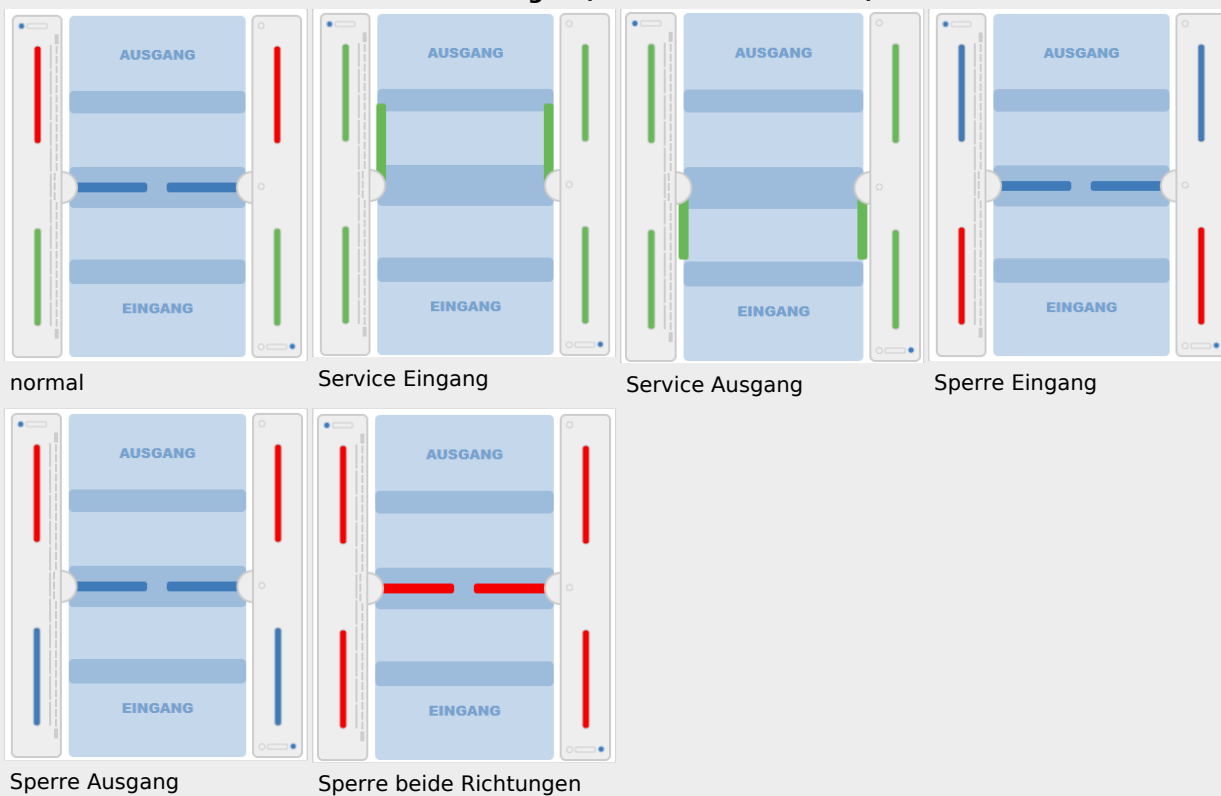 AUSGANG
EINGANG
normal
AUSGANG
EINGANG
Service Eingang
AUSGANG
EINGANG
Service Ausgang
AUSGANG
EINGANG
Sperre Eingang
AUSGANG
EINGANG
Sperre Ausgang
AUSGANG
EINGANG
Sperre beide Richtungen